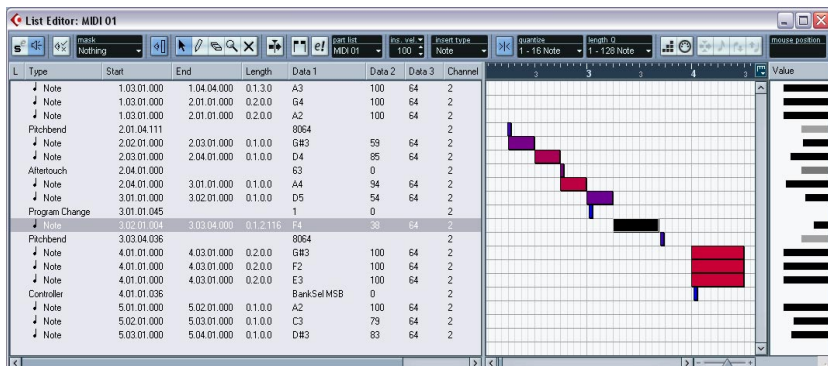 List Editor: MIDI 01
mask
Nothing
part list
MIDI 01
ins. vel.
100
insert type
Note
quantize
1 - 16 Note
length Q
1 - 128 Note
mouse position
L Type Start End Length Data 1 Data 2 Data 3 Channel
3 3 3 4 3
Value
Note 1.03.01.000 1.04.04.000 0.1.3.0 A3 100 64 2
Note 1.03.01.000 2.01.01.000 0.2.0.0 G4 100 64 2
Note 1.03.01.000 2.01.01.000 0.2.0.0 A2 100 64 2
Pitchbend 2.01.04.111 8064 2
Note 2.02.01.000 2.03.01.000 0.1.0.0 G#3 59 64 2
Note 2.03.01.000 2.04.01.000 0.1.0.0 D4 85 64 2
Aftertouch 2.04.01.000 63 0 2
Note 2.04.01.000 3.01.01.000 0.1.0.0 A4 94 64 2
Note 3.01.01.000 3.02.01.000 0.1.0.0 D5 54 64 2
Program Change 3.01.01.045 1 0 2
Note 3.02.01.004 3.03.04.000 0.1.2.116 F4 38 64 2
Pitchbend 3.03.04.036 8064 2
Note 4.01.01.000 4.03.01.000 0.2.0.0 G#3 100 64 2
Note 4.01.01.000 4.03.01.000 0.2.0.0 F2 100 64 2
Note 4.01.01.000 4.03.01.000 0.2.0.0 E3 100 64 2
Controller 4.01.01.036 BankSel MSB 0 2
Note 5.01.01.000 5.02.01.000 0.1.0.0 A2 100 64 2
Note 5.02.01.000 5.03.01.000 0.1.0.0 C3 79 64 2
Note 5.03.01.000 5.04.01.000 0.1.0.0 D#3 83 64 2